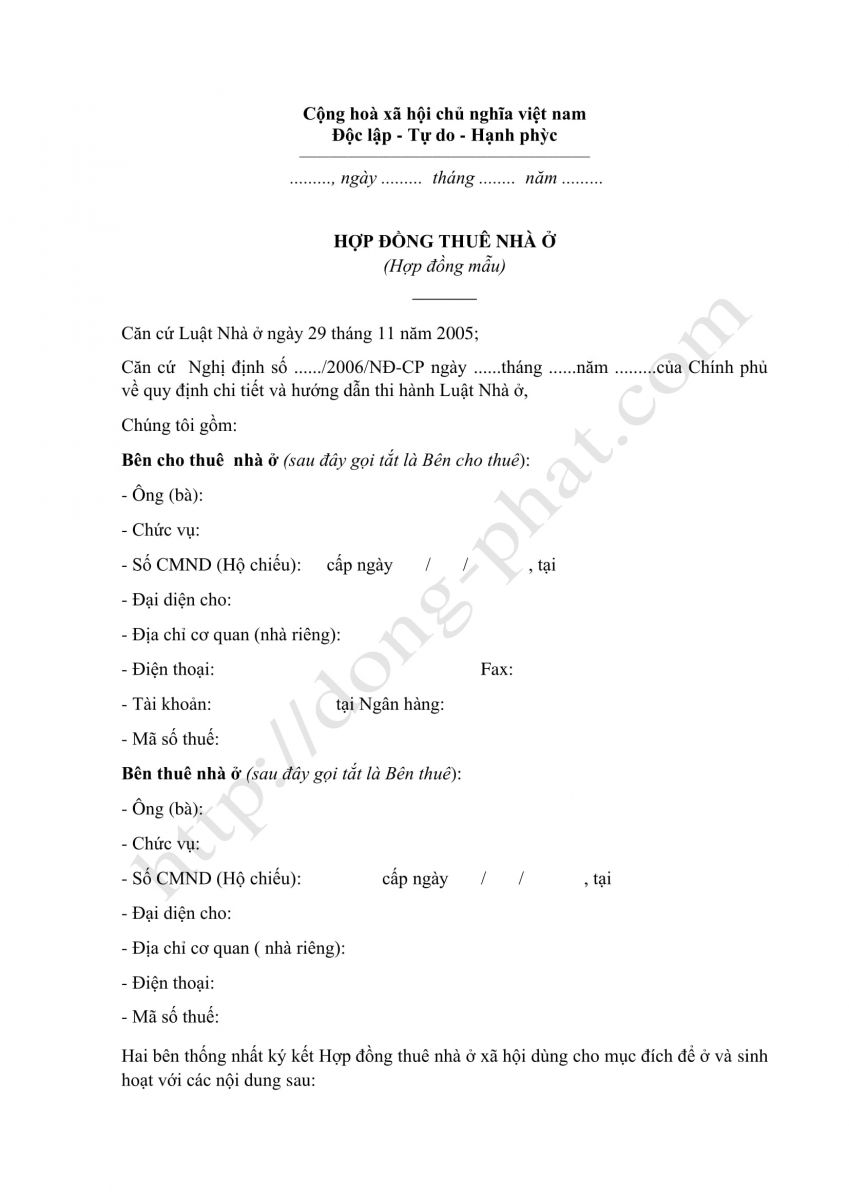 Cộng hoà xã hội chủ nghĩa việt nam
Độc lập - Tự do - Hạnh phỳc
........., ngày ......... tháng ........ năm .........
HỢP ĐỒNG THUÊ NHÀ Ở
(Hợp đồng mẫu)
Căn cứ Luật Nhà ở ngày 29 tháng 11 năm 2005;
Căn cứ Nghị định số ....../2006/NĐ-CP ngày ......tháng ......năm .........của Chính phủ
về quy định chi tiết và hướng dẫn thi hành Luật Nhà ở,
Chúng tôi gồm:
Bên cho thuê nhà ở (sau đây gọi tắt là Bên cho thuê):
- Ông (bà):
- Chức vụ:
- Số CMND (Hộ chiếu): cấp ngày / / , tại
- Đại diện cho:
- Địa chỉ cơ quan (nhà riêng):
- Điện thoại: Fax:
- Tài khoản: tại Ngân hàng:
- Mã số thuế:
Bên thuê nhà ở (sau đây gọi tắt là Bên thuê):
- Ông (bà):
- Chức vụ:
- Số CMND (Hộ chiếu): cấp ngày / / , tại
- Đại diện cho:
- Địa chỉ cơ quan ( nhà riêng):
- Điện thoại:
- Mã số thuế:
Hai bên thống nhất ký kết Hợp đồng thuê nhà ở xã hội dùng cho mục đích để ở và sinh
hoạt với các nội dung sau:
http://dong-phat.com